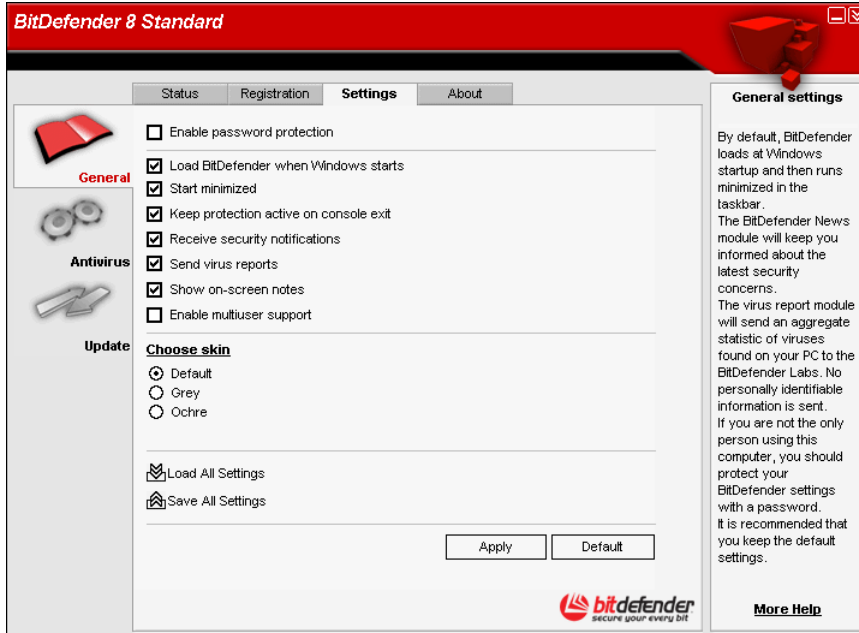 BitDefender 8 Standard
Status
Registration
Settings
About
General
Antivirus
Update
Enable password protection
Load BitDefender when Windows starts
Start minimized
Keep protection active on console exit
Receive security notifications
Send virus reports
Show on-screen notes
Enable multiuser support
Choose skin
Default
Grey
Ochre
Load All Settings
Save All Settings
Apply
Default
bitdefender
secure your every bit
General settings
By default, BitDefender
loads at Windows
startup and then runs
minimized in the
taskbar.
The BitDefender News
module will keep you
informed about the
latest security
concerns.
The virus report module
will send an aggregate
statistic of viruses
found on your PC to the
BitDefender Labs. No
personally identifiable
information is sent.
If you are not the only
person using this
computer, you should
protect your
BitDefender settings
with a password.
It is recommended that
you keep the default
settings.
More Help